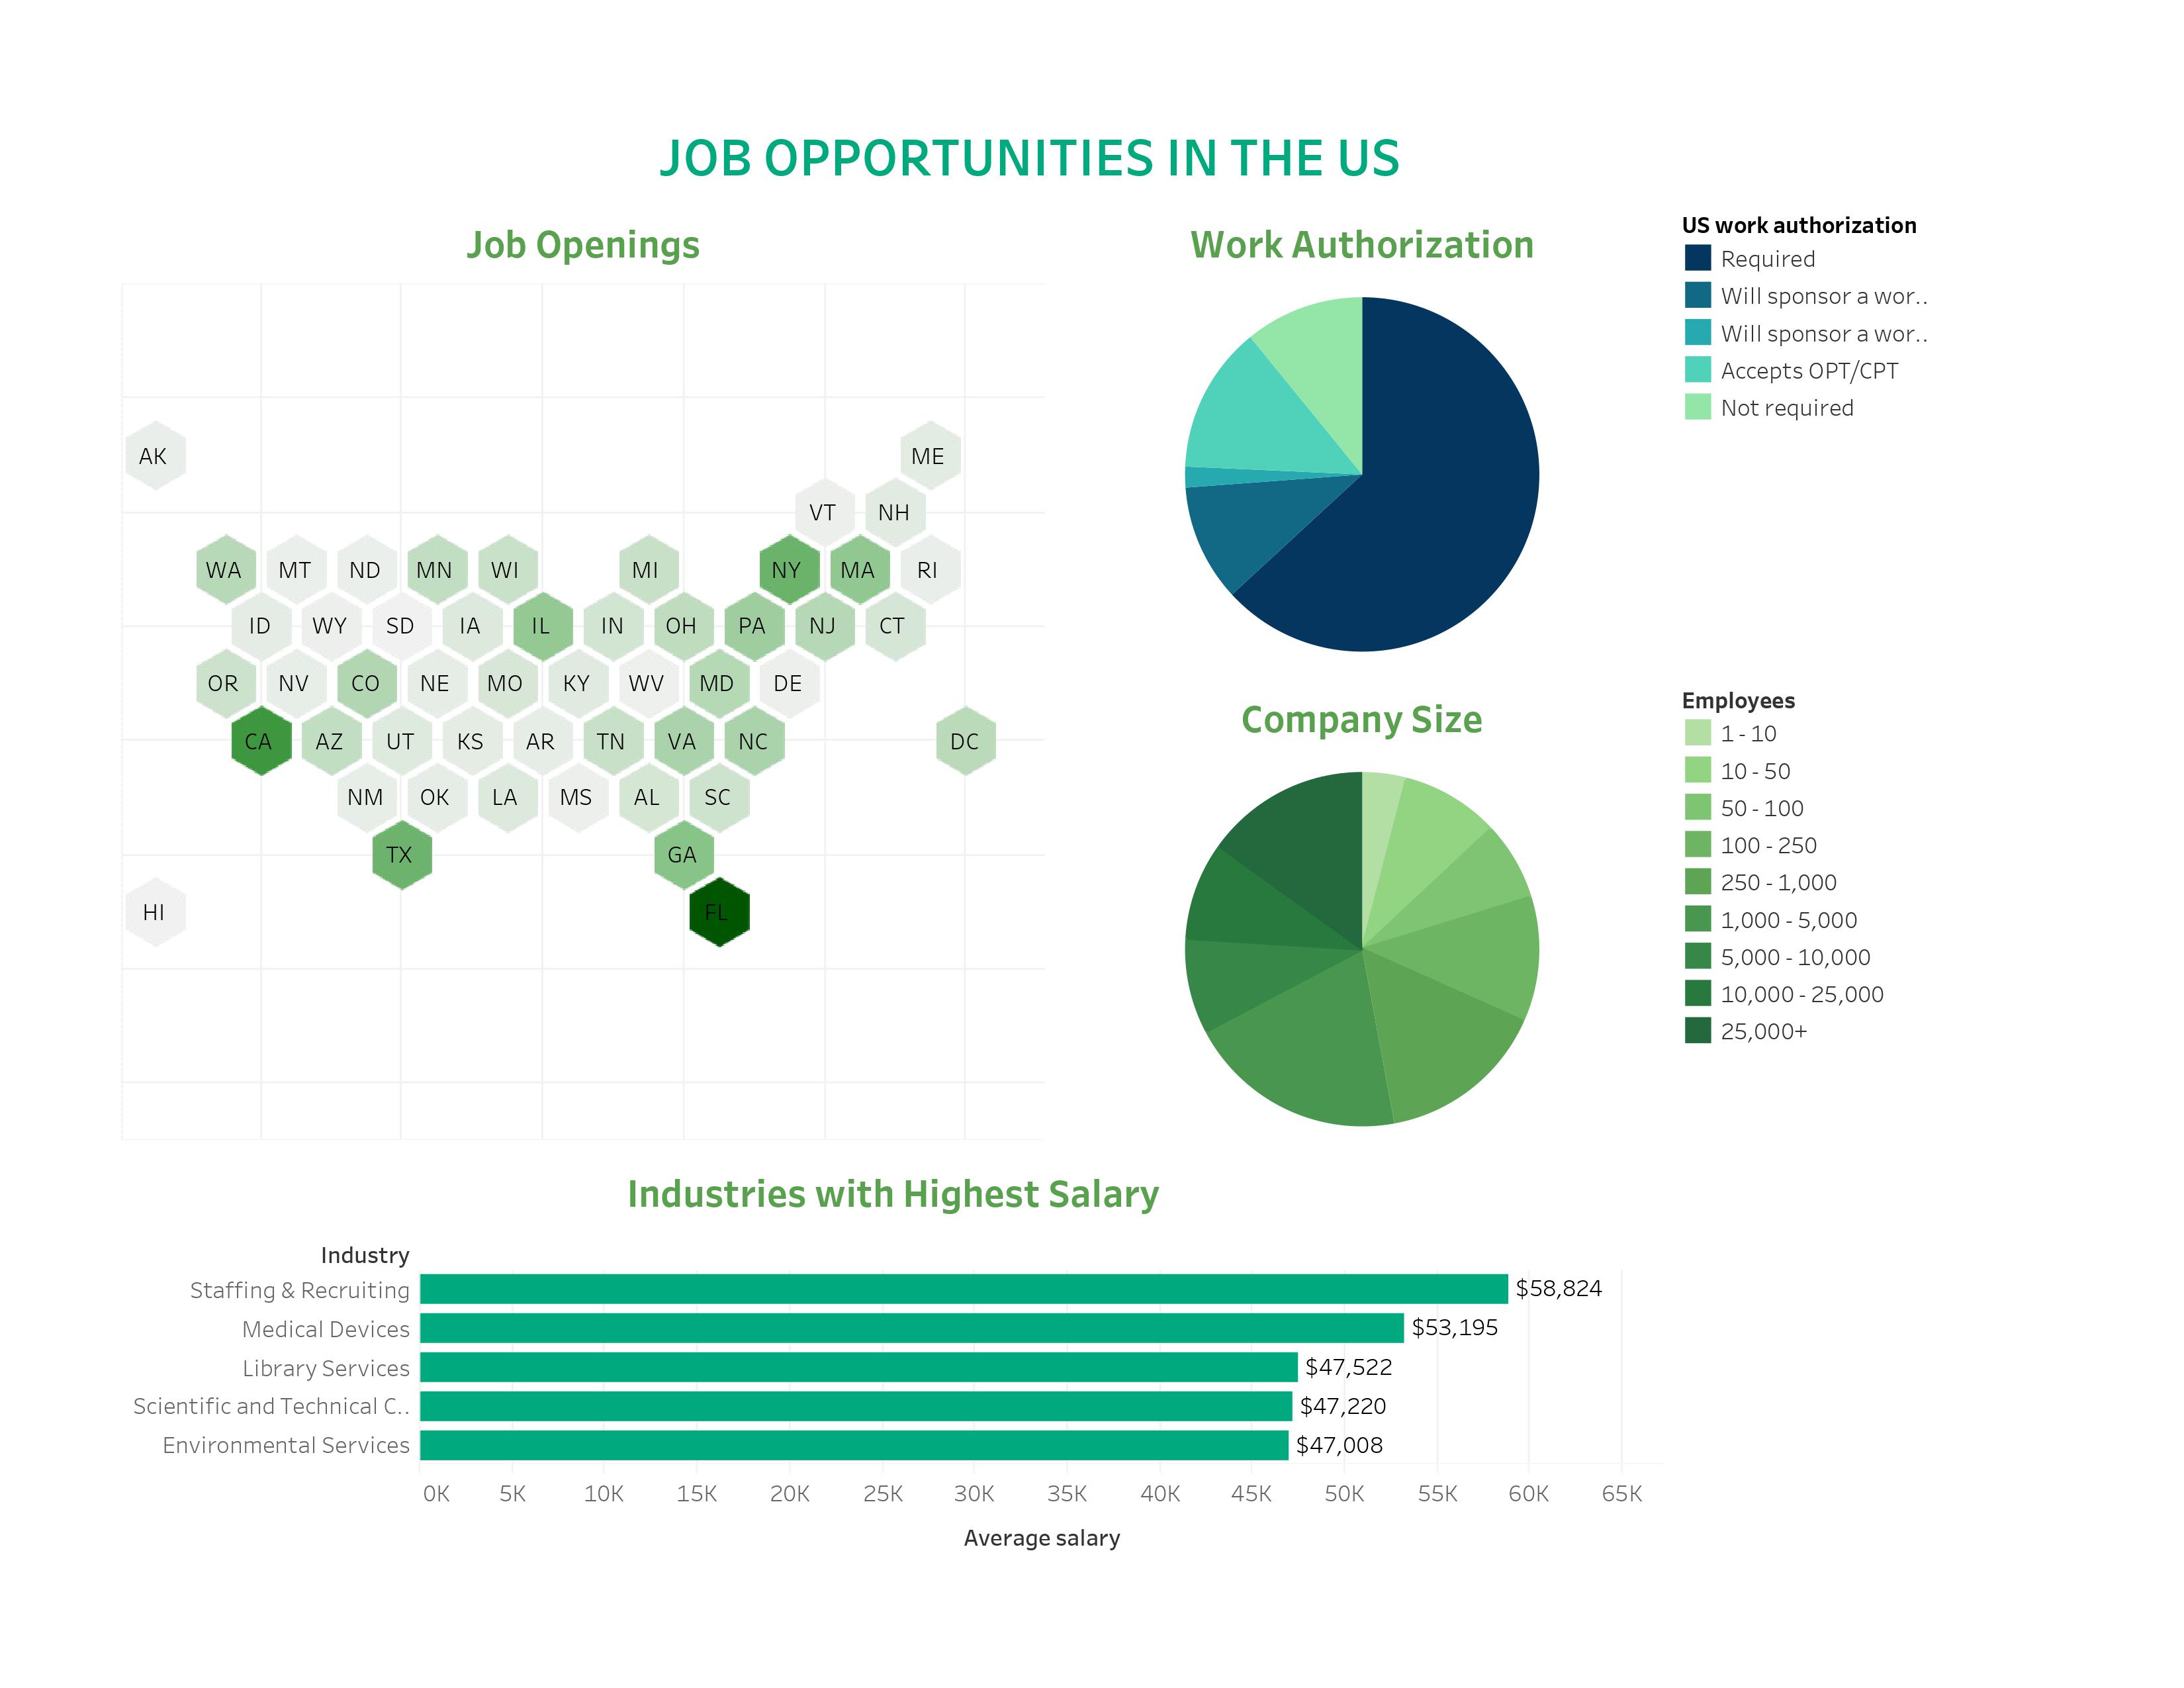 JOB OPPORTUNITIES IN THE US
Job Openings
AK ME
VT NH
WA MT ND MN WI MI NY MA RI
ID WY SD IA IL IN OH PA NJ CT
OR NV CO NE MO KY WV MD DE
CA AZ UT KS AR TN VA NC DC
NM OK LA MS AL SC
TX GA
HI FL
Work Authorization
US work authorization
Required
Will sponsor a wor..
Will sponsor a wor..
Accepts OPT/CPT
Not required
Company Size
Employees
1 - 10
10 - 50
50 - 100
100 - 250
250 - 1,000
1,000 - 5,000
5,000 - 10,000
10,000 - 25,000
25,000+
Industries with Highest Salary
Industry
Staffing & Recruiting $58,824
Medical Devices $53,195
Library Services $47,522
Scientific and Technical C.. $47,220
Environmental Services $47,008
0K 5K 10K 15K 20K 25K 30K 35K 40K 45K 50K 55K 60K 65K
Average salary